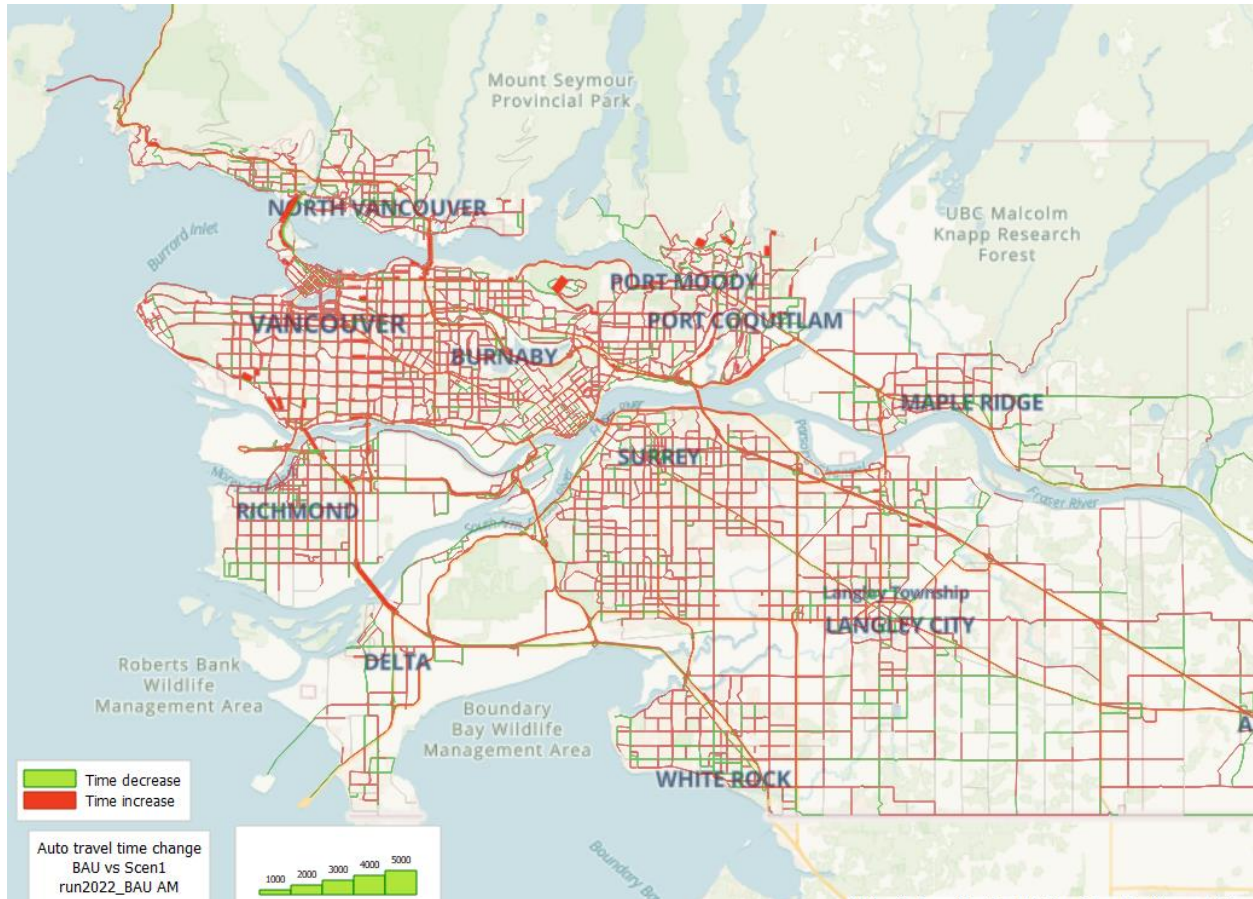 Mount Seymour
Provincial Park
NORTH VANCOUVER
UBC Malcolm
Knapp Research
Forest
Burrard Inlet
PORT MOODY
VANCOUVER
PORT COQUITLAM
BURNABY
MAPLE RIDGE
Fraser River
SURREY
RICHMOND
Fraser River
Langley Township
LANGLEY CITY
DELTA
Roberts Bank
Wildlife
Management Area
Boundary
Bay Wildlife
Management Area
A
WHITE ROCK
Time decrease
Time increase
Auto travel time change
BAU vs Scen1
run2022_BAU AM
1000 2000 3000 4000 5000